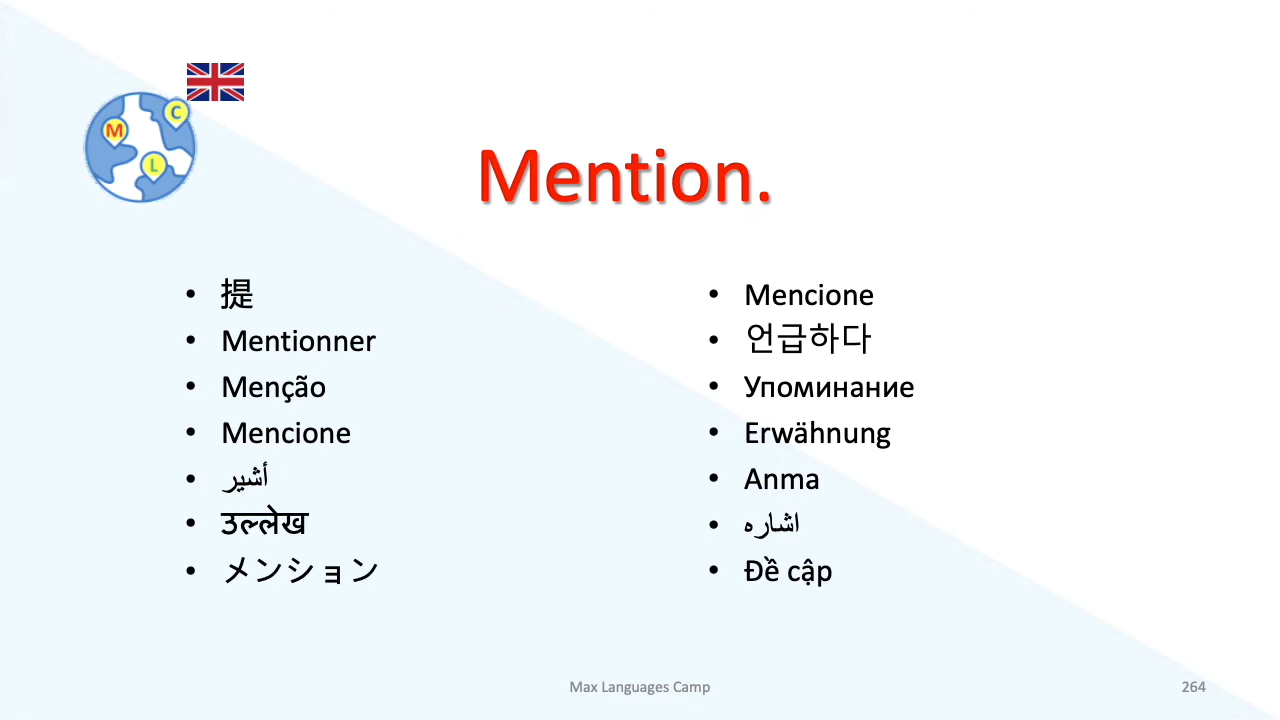 C
M
L
Mention.
• 提
• Mentionner
• Menção
• Mencione
• أشير
• उल्लेख
• メンション
• Mencione
• 언급하다
• Упоминание
• Erwähnung
• Anma
• اشاره
• Đề cập
Max Languages Camp
264